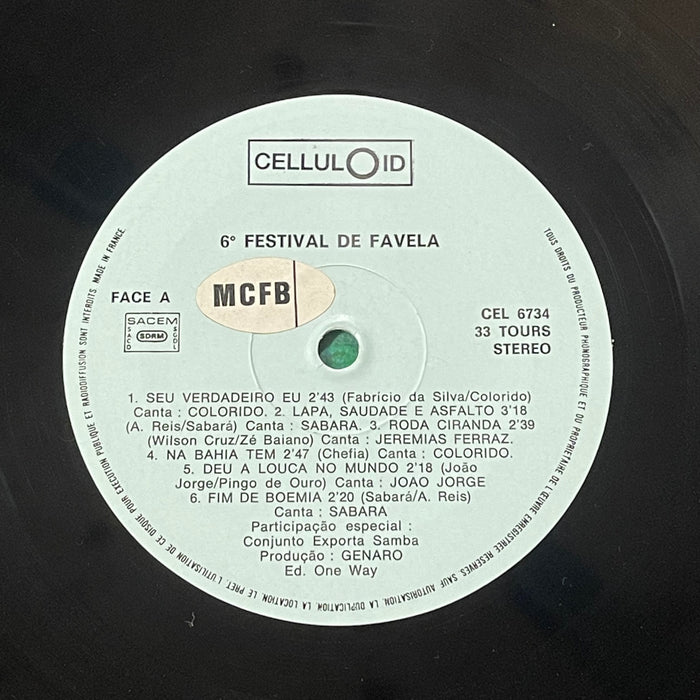 CELLULOID
6° FESTIVAL DE FAVELA
FACE A
MCFB
SACEM
SACD
SDRM
SGDL
CEL 6734
33 TOURS
STEREO
1. SEU VERDADEIRO EU 2'43 (Fabricio da Silva/Colorido)
Canta : COLORIDO. 2. LAPA, SAUDADE E ASFALTO 3'18
(A. Reis/Sabará) Canta : SABARA. 3. RODA CIRANDA 2'39
(Wilson Cruz/Zé Baiano) Canta : JEREMIAS FERRAZ.
4. NA BAHIA TEM 2'47 (Chefia) Canta : COLORIDO.
5. DEU A LOUCA NO MUNDO 2'18 (João
Jorge/Pingo de Ouro) Canta : JOAO JORGE
6. FIM DE BOEMIA 2'20 (Sabará/A. Reis)
Canta : SABARA
Participação especial :
Conjunto Exporta Samba
Produção : GENARO
Ed. One Way
TOUS DROITS DU PRODUCTEUR PHONOGRAPHIQUE ET DU PROPRIETAIRE DE L'ŒUVRE ENREGISTREE RESERVES. SAUF AUTORISATION, LA DUPLICATION, LA LOCATION, LE PRET, L'UTILISATION DE CE DISQUE POUR EXECUTION PUBLIQUE ET RADIODIFFUSION SONT INTERDITS. MADE IN FRANCE.